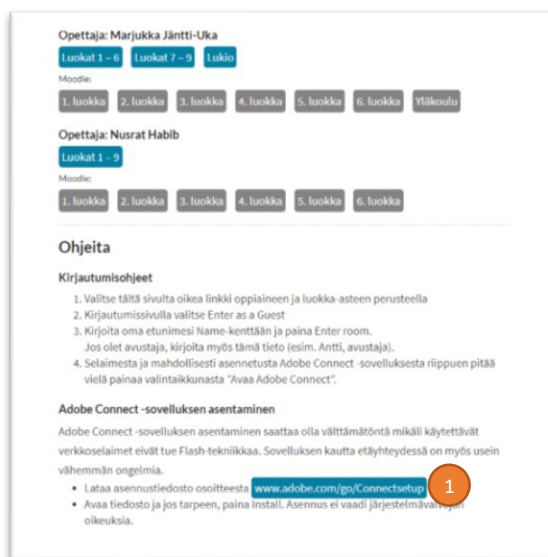 Opettaja: Marjukka Jäntti-Uka
Luokat 1 – 6 Luokat 7 – 9 Lukio
Moodle:
1. luokka 2. luokka 3. luokka 4. luokka 5. luokka 6. luokka Yläkoulu
Opettaja: Nusrat Habib
Luokat 1 – 9
Moodle:
1. luokka 2. luokka 3. luokka 4. luokka 5. luokka 6. luokka
Ohjeita
Kirjautumisohjeet
1. Valitse tältä sivulta oikea linkki oppiaineen ja luokka-asteen perusteella
2. Kirjautumissivulla valitse Enter as a Guest
3. Kirjoita oma etunimesi Name-kenttään ja paina Enter room.
Jos olet avustaja, kirjoita myös tämä tieto (esim. Antti, avustaja).
4. Selaimesta ja mahdollisesti asennetusta Adobe Connect -sovelluksesta riippuen pitää
vielä painaa valintaikkunasta "Avaa Adobe Connect".
Adobe Connect -sovelluksen asentaminen
Adobe Connect -sovelluksen asentaminen saattaa olla välttämätöntä mikäli käytettävät
verkkoselaimet eivät tue Flash-tekniikkaa. Sovelluksen kautta etäyhteydessä on myös usein
vähemmän ongelmia.
• Lataa asennustiedosto osoitteesta www.adobe.com/go/Connectsetup 1
• Avaa tiedosto ja jos tarpeen, paina Install. Asennus ei vaadi
oikeuksia.